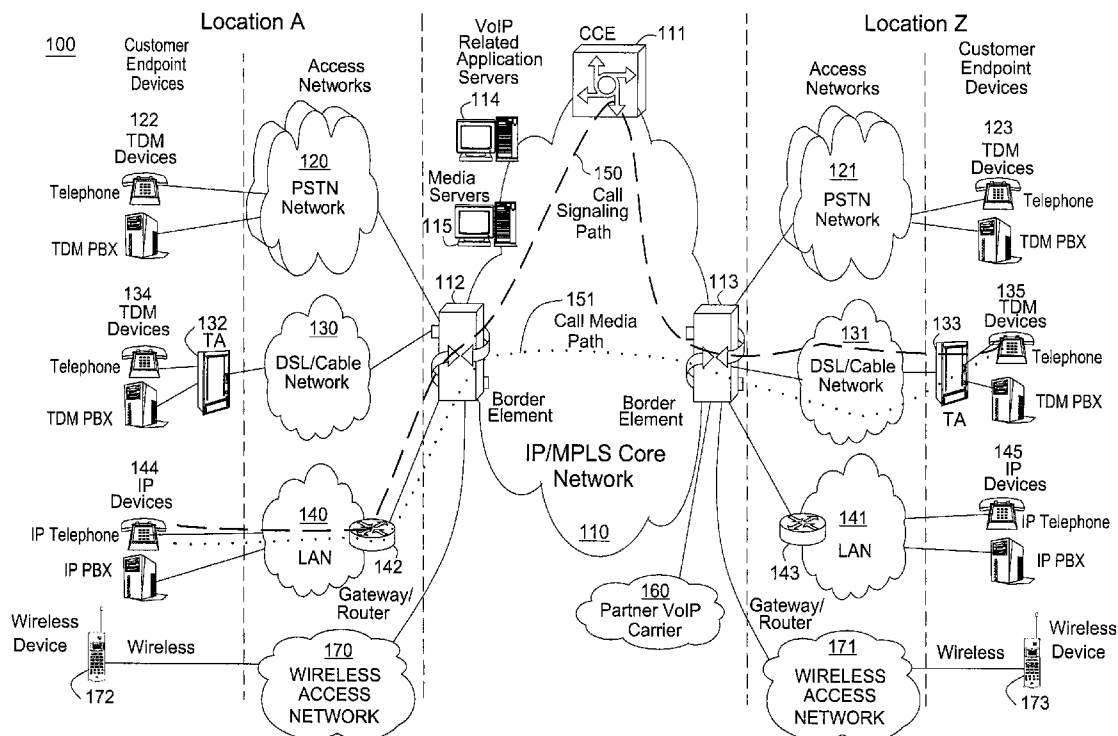 Location A
Location Z
100
Customer
Endpoint
Devices
Access Networks
VoIP
Related
Application
Servers
114
CCE
111
Access Networks
Customer
Endpoint
Devices
122
TDM
Devices
Telephone
TDM PBX
120
PSTN
Network
Media Servers
115
150
Call
Signaling
Path
121
PSTN
Network
123
TDM
Devices
Telephone
TDM PBX
134
TDM
Devices
132
TA
Telephone
TDM PBX
130
DSL/Cable
Network
112
Border
Element
151
Call Media
Path
113
Border
Element
131
DSL/Cable
Network
133
TA
135
TDM
Devices
Telephone
TDM PBX
IP/MPLS Core
Network
110
144
IP
Devices
IP Telephone
IP PBX
140
LAN
142
Gateway/
Router
160
Partner VoIP
Carrier
143
Gateway/
Router
141
LAN
145
IP
Devices
IP Telephone
IP PBX
Wireless
Device
172
Wireless
170
WIRELESS
ACCESS
NETWORK
171
WIRELESS
ACCESS
NETWORK
Wireless
Wireless
Device
173